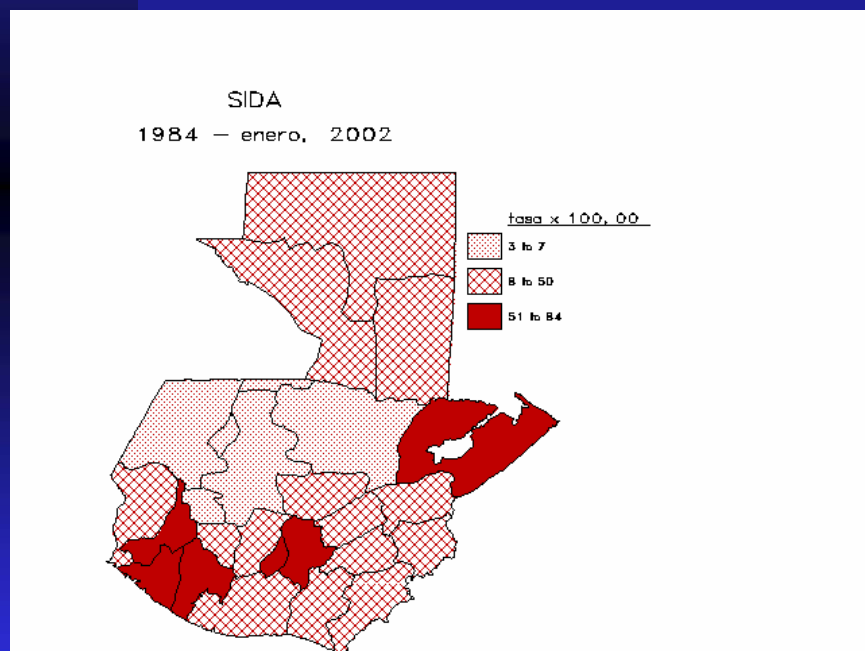 SIDA
1984 – enero, 2002
tasa x 100, 00
3 to 7
8 to 50
51 to 84